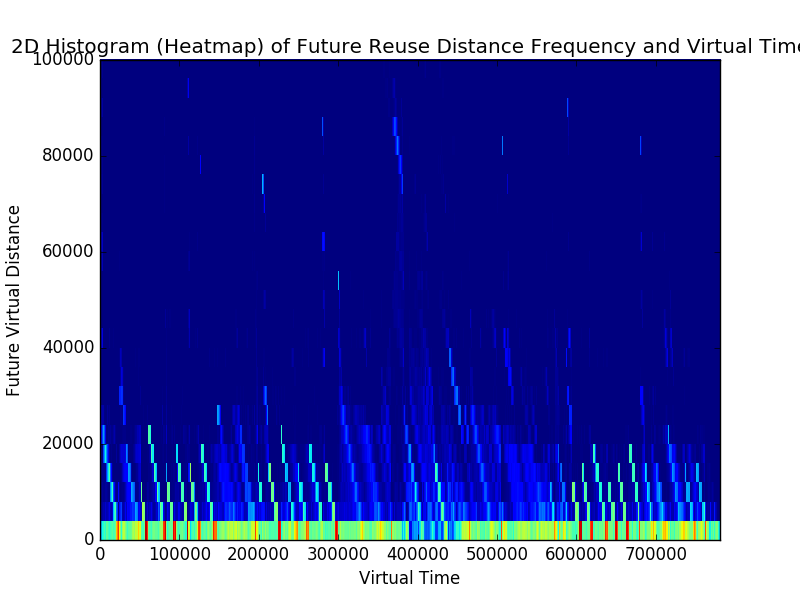 2D Histogram (Heatmap) of Future Reuse Distance Frequency and Virtual Time
100000
80000
60000
40000
20000
0
Future Virtual Distance
0 100000 200000 300000 400000 500000 600000 700000
Virtual Time